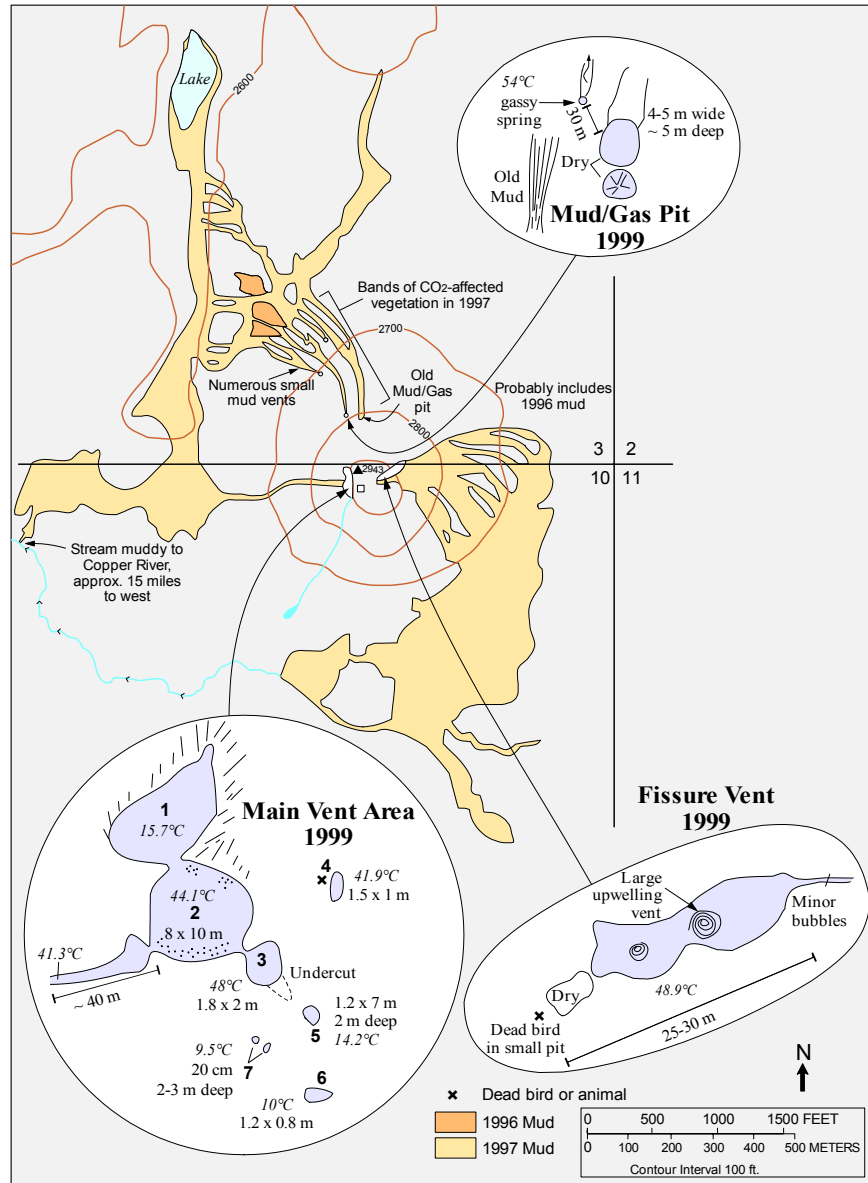 Lake
2600
54°C
gassy
spring
30 m
4-5 m wide
~ 5 m deep
Dry
Old
Mud
Mud/Gas Pit
1999
Bands of CO2-affected
vegetation in 1997
2700
Numerous small
mud vents
Old
Mud/Gas
pit
Probably includes
1996 mud
2800
3 2
10 11
2943
Stream muddy to
Copper River,
approx. 15 miles
to west
Main Vent Area
1999
1
15.7°C
4
41.9°C
1.5 x 1 m
44.1°C
2
8 x 10 m
41.3°C
~ 40 m
3
Undercut
48°C
1.8 x 2 m
1.2 x 7 m
2 m deep
5
14.2°C
9.5°C
20 cm
2-3 m deep
7
6
10°C
1.2 x 0.8 m
Fissure Vent
1999
Large
upwelling
vent
Minor
bubbles
48.9°C
Dry
25-30 m
Dead bird
in small pit
N
Dead bird or animal
1996 Mud
1997 Mud
0 500 1000 1500 FEET
0 100 200 300 400 500 METERS
Contour Interval 100 ft.